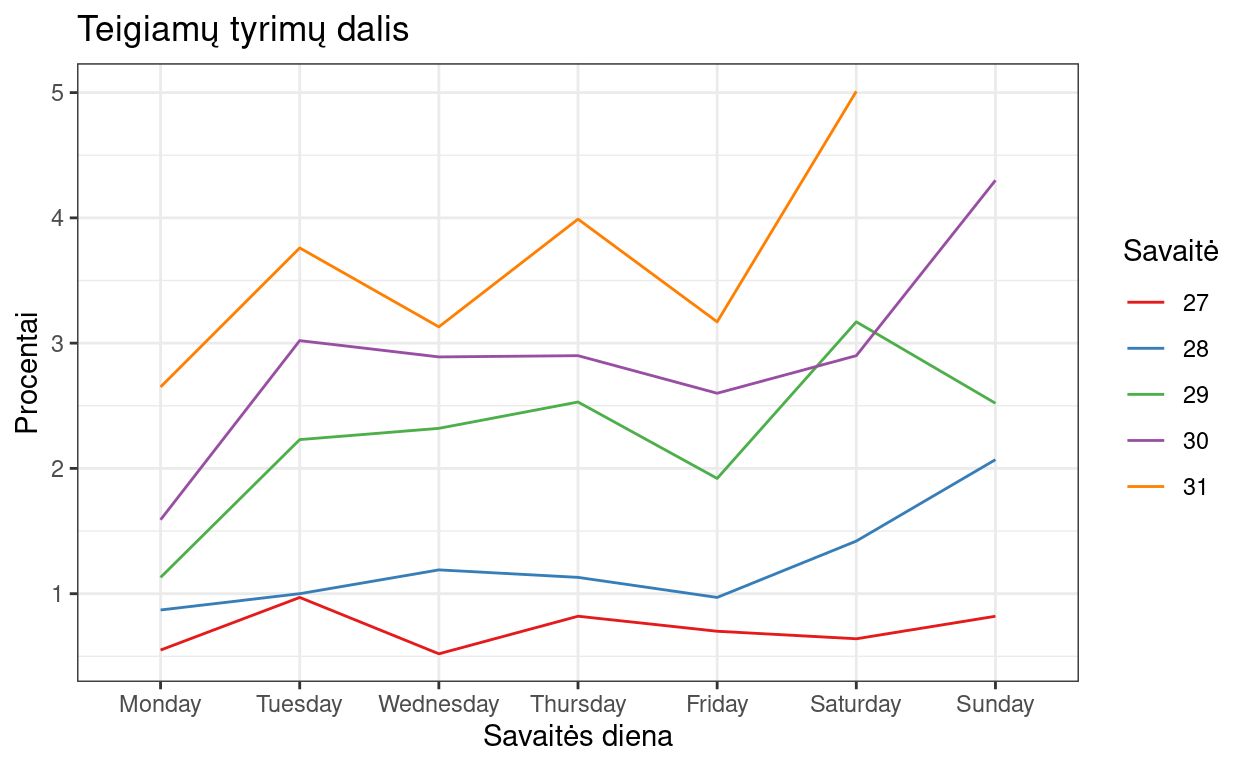 Teigiamų tyrimų dalis
5
4
3
2
1
Procentai
Monday Tuesday Wednesday Thursday Friday Saturday Sunday
Savaitės diena
Savaitė
27
28
29
30
31